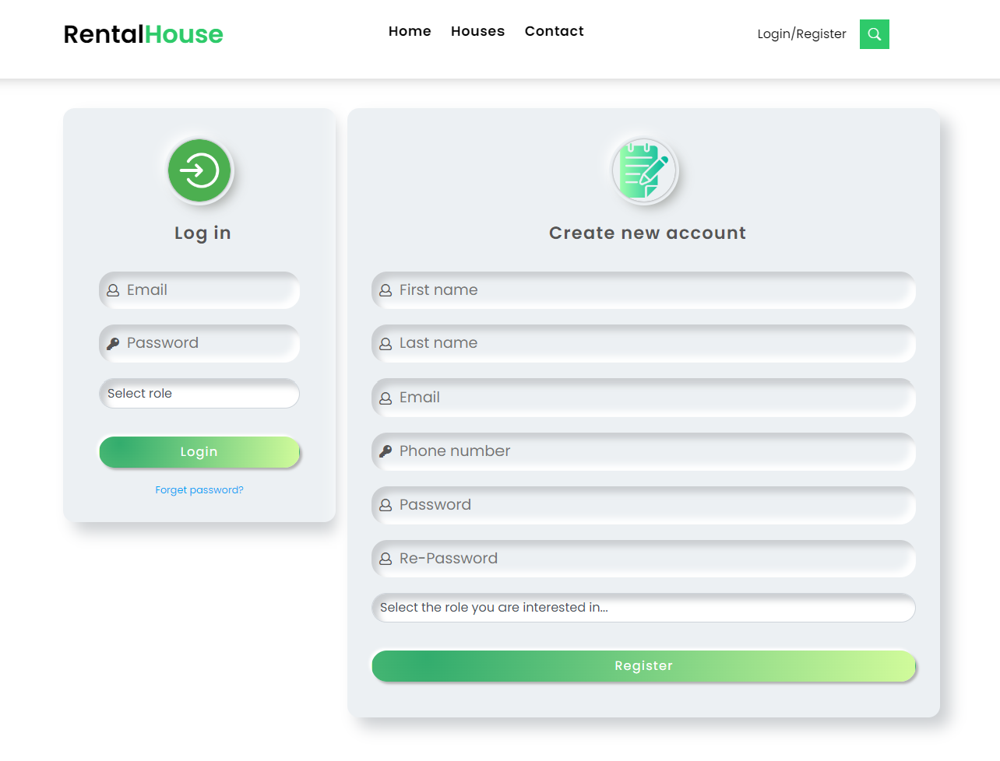 RentalHouse
Home Houses Contact
Login/Register
Log in
Email
Password
Select role
Login
Forget password?
Create new account
First name
Last name
Email
Phone number
Password
Re-Password
Select the role you are interested in...
Register